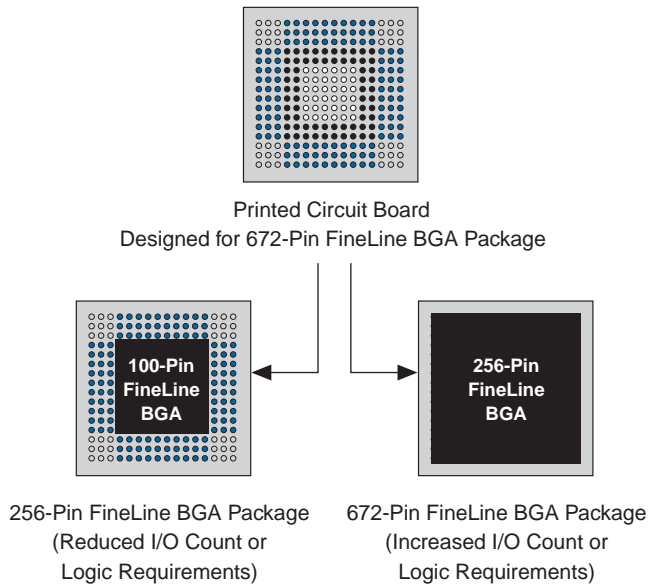 Printed Circuit Board
Designed for 672-Pin FineLine BGA Package
100-Pin
FineLine
BGA
256-Pin
FineLine
BGA
256-Pin FineLine BGA Package
(Reduced I/O Count or
Logic Requirements)
672-Pin FineLine BGA Package
(Increased I/O Count or
Logic Requirements)